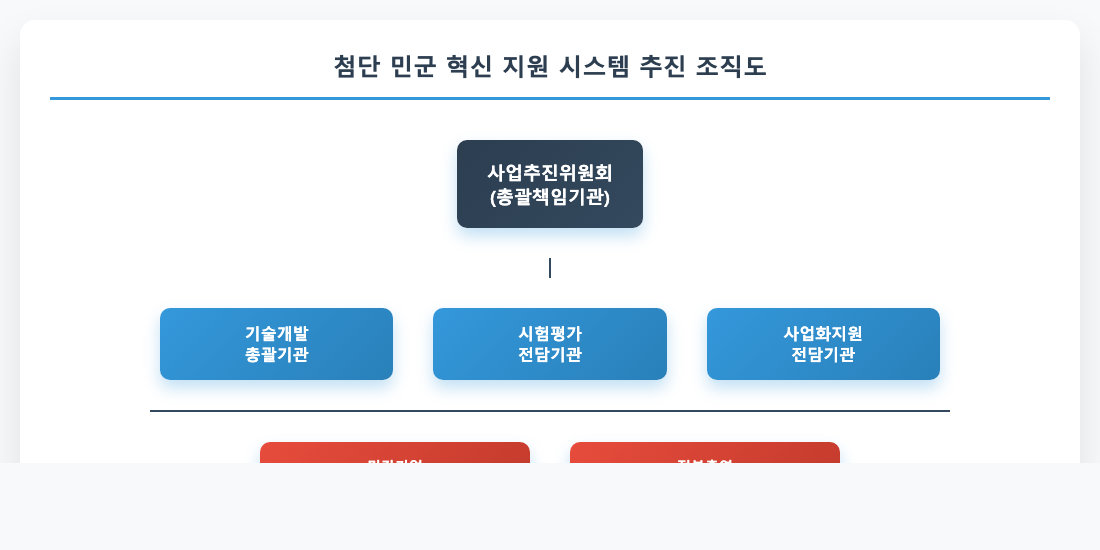 첨단 민군 혁신 지원 시스템 추진 조직도
사업추진위원회
(총괄책임기관)
기술개발
총괄기관
시험평가
전담기관
사업화지원
전담기관